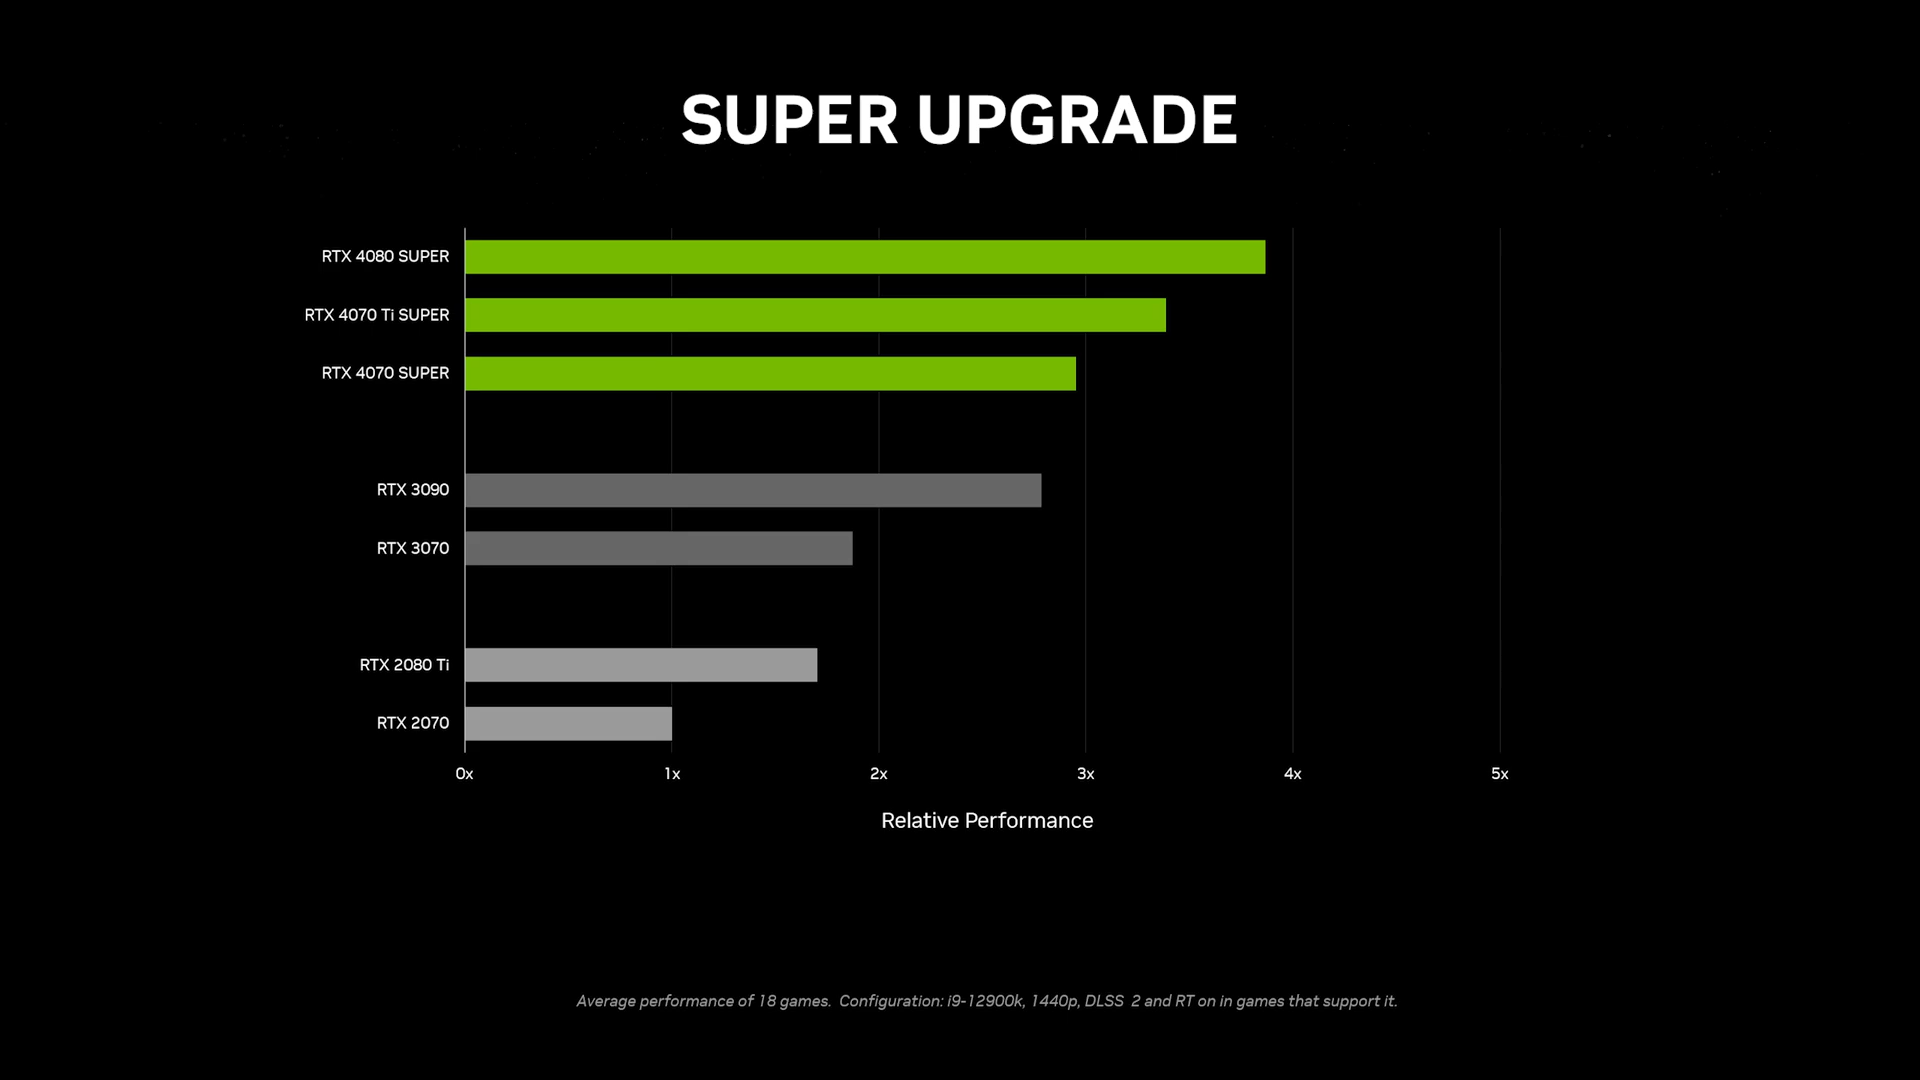 SUPER UPGRADE
RTX 4080 SUPER
RTX 4070 Ti SUPER
RTX 4070 SUPER
RTX 3090
RTX 3070
RTX 2080 Ti
RTX 2070
0x 1x 2x 3x 4x 5x
Relative Performance
Average performance of 18 games. Configuration: i9-12900k, 1440p, DLSS 2 and RT on in games that support it.